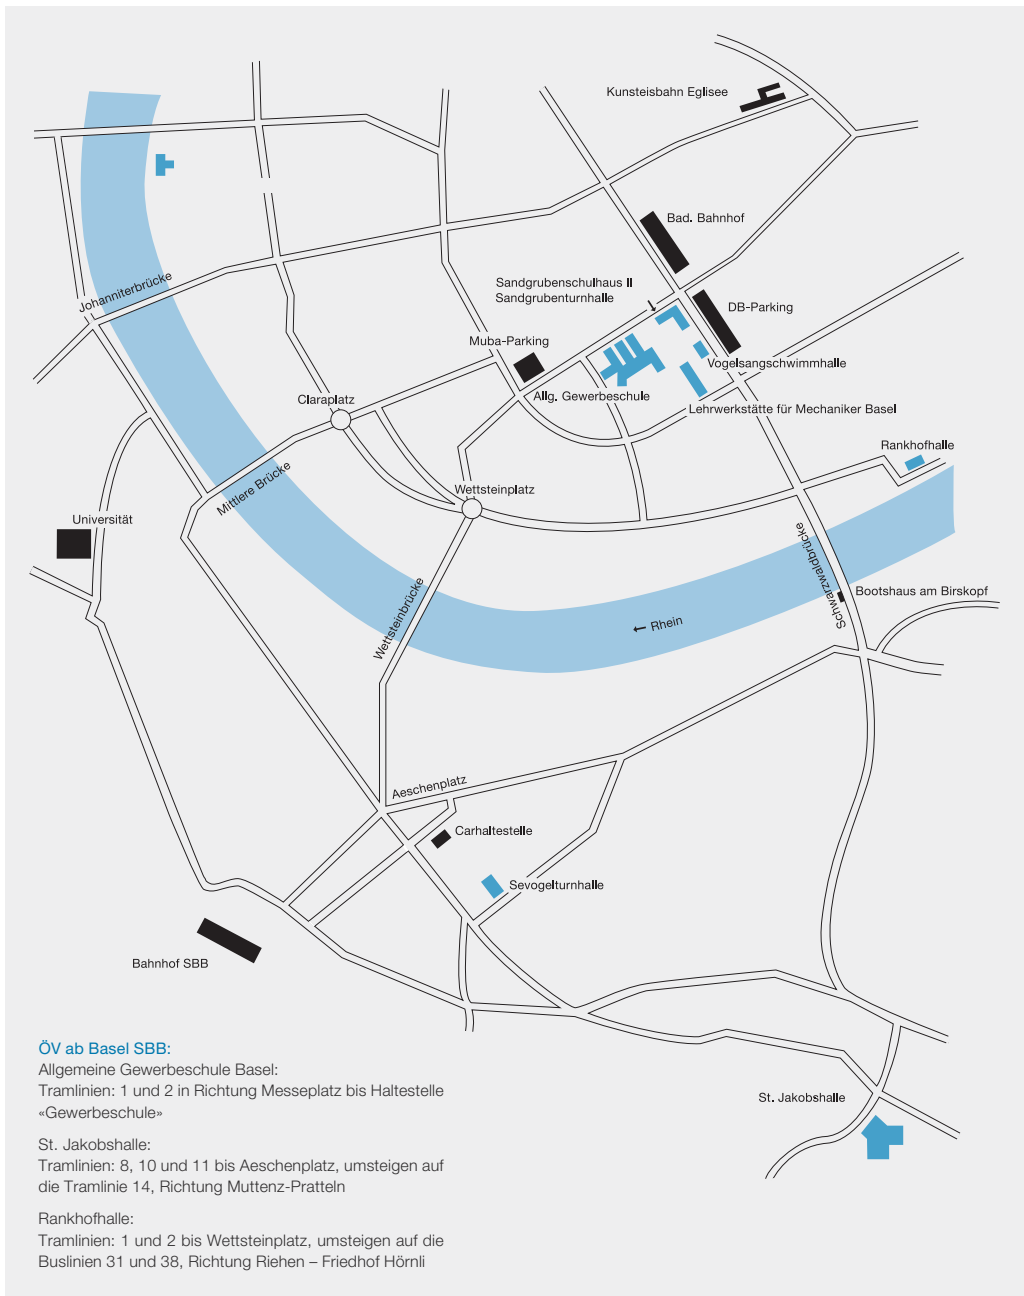 Kunsteisbahn Eglisee
Bad. Bahnhof
Sandgrubenschulhaus II
Sandgrubenturnhalle
Johanniterbrücke
DB-Parking
Muba-Parking
Vogelsangschwimmhalle
Allg. Gewerbeschule
Claraplatz
Lehrwerkstätte für Mechaniker Basel
Rankhofhalle
Mittlere Brücke
Wettsteinplatz
Universität
Schwarzwaldbrücke
Bootshaus am Birskopf
Wettsteinbrücke
← Rhein
Aeschenplatz
Carhaltestelle
Sevogelturnhalle
Bahnhof SBB
St. Jakobshalle
ÖV ab Basel SBB:
Allgemeine Gewerbeschule Basel:
Tramlinien: 1 und 2 in Richtung Messeplatz bis Haltestelle
«Gewerbeschule»
St. Jakobshalle:
Tramlinien: 8, 10 und 11 bis Aeschenplatz, umsteigen auf
die Tramlinie 14, Richtung Muttenz-Pratteln
Rankhofhalle:
Tramlinien: 1 und 2 bis Wettsteinplatz, umsteigen auf die
Buslinien 31 und 38, Richtung Riehen – Friedhof Hörnli